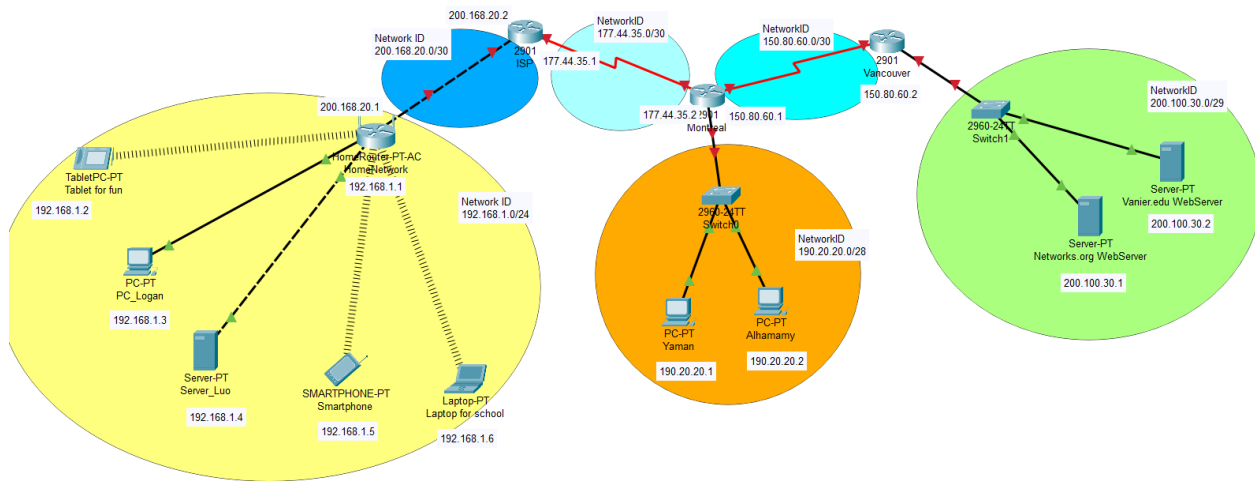 200.168.20.2
Network ID
200.168.20.0/30
2901
ISP
177.44.35.1
NetworkID
177.44.35.0/30
NetworkID
150.80.60.0/30
2901
Vancouver
150.80.60.2
200.168.20.1
HomeRouter-PT-AC
HomeNetwork
192.168.1.1
177.44.35.2
2901
Montreal
150.80.60.1
NetworkID
200.100.30.0/29
2960-24TT
Switch1
TabletPC-PT
Tablet for fun
192.168.1.2
Network ID
192.168.1.0/24
2960-24TT
Switch0
Server-PT
Vanier.edu WebServer
200.100.30.2
Server-PT
Networks.org WebServer
200.100.30.1
NetworkID
190.20.20.0/28
PC-PT
PC_Logan
192.168.1.3
PC-PT
Yaman
190.20.20.1
PC-PT
Alhamamy
190.20.20.2
Server-PT
Server_Luo
192.168.1.4
SMARTPHONE-PT
Smartphone
192.168.1.5
Laptop-PT
Laptop for school
192.168.1.6